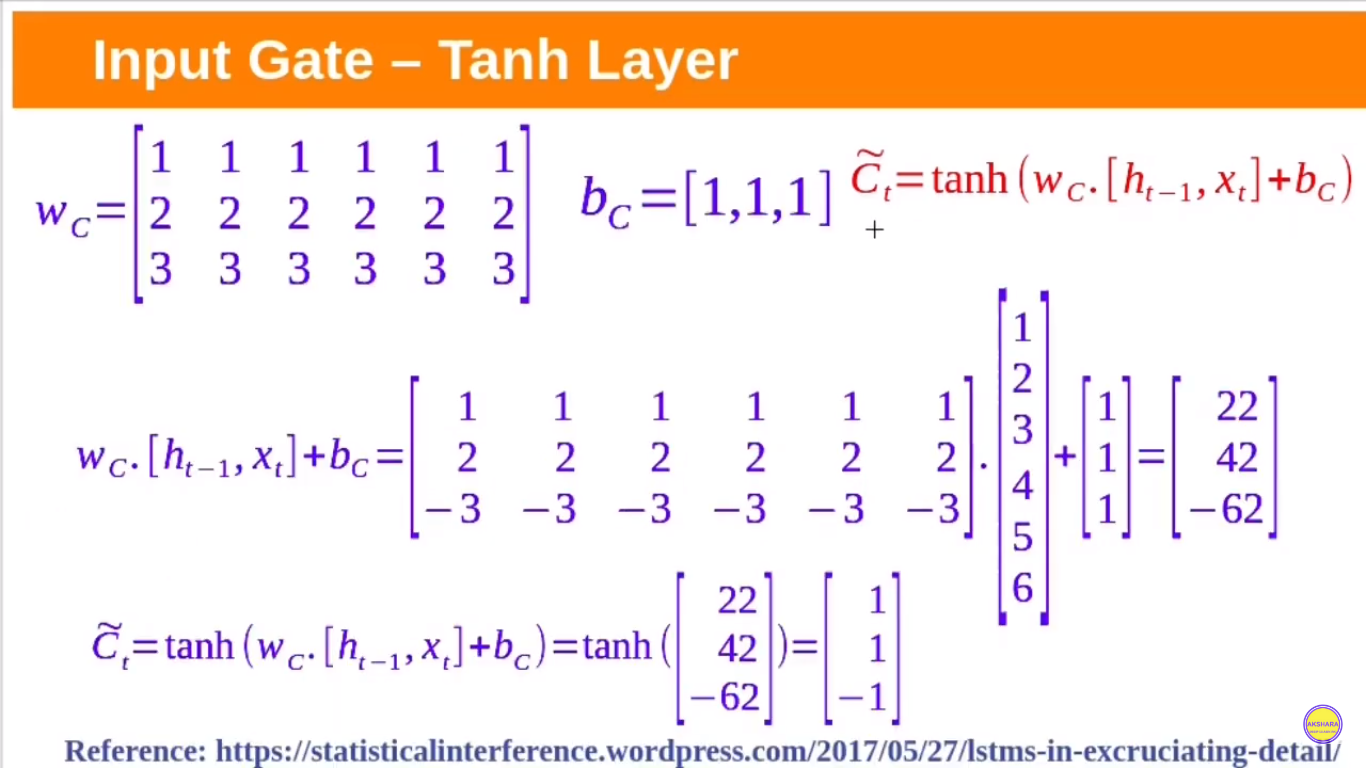 Input Gate – Tanh Layer
w_C=[1 1 1 1 1 1
2 2 2 2 2 2
3 3 3 3 3 3]
b_C=[1,1,1]
C̃_t=tanh(w_C.[h_{t−1}, x_t]+b_C)
w_C.[h_{t−1}, x_t]+b_C=[1 1 1 1 1 1
2 2 2 2 2 2
−3 −3 −3 −3 −3 −3].[1
2
3
4
5
6]+[1
1
1]=[22
42
−62]
C̃_t=tanh(w_C.[h_{t−1}, x_t]+b_C)=tanh([22
42
−62])=[1
1
−1]
AKSHARA
Reference: https://statisticalinterference.wordpress.com/2017/05/27/lstms-in-excruciating-detail/